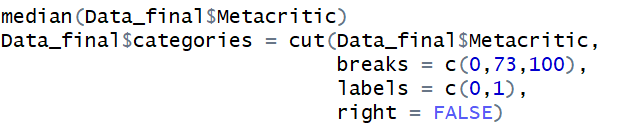 median(Data_final$Metacritic)
Data_final$categories = cut(Data_final$Metacritic,
breaks = c(0,73,100),
labels = c(0,1),
right = FALSE)